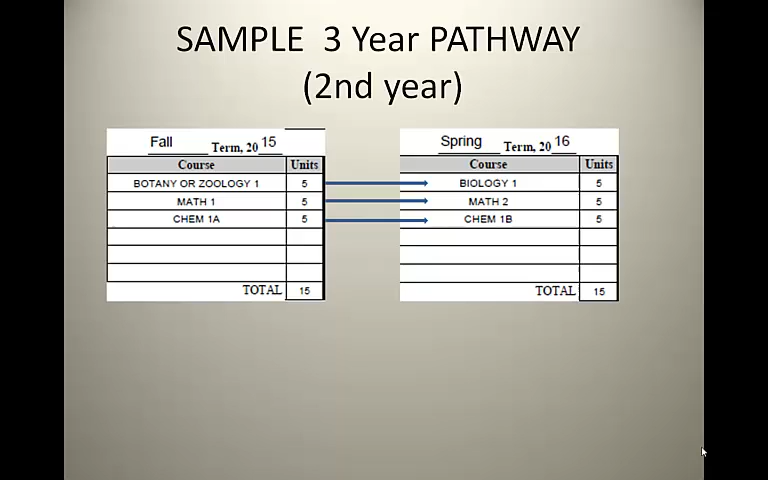 SAMPLE 3 Year PATHWAY
(2nd year)
Fall Term, 20 15
Course Units
BOTANY OR ZOOLOGY 1 5
MATH 1 5
CHEM 1A 5
TOTAL 15
Spring Term, 20 16
Course Units
BIOLOGY 1 5
MATH 2 5
CHEM 1B 5
TOTAL 15